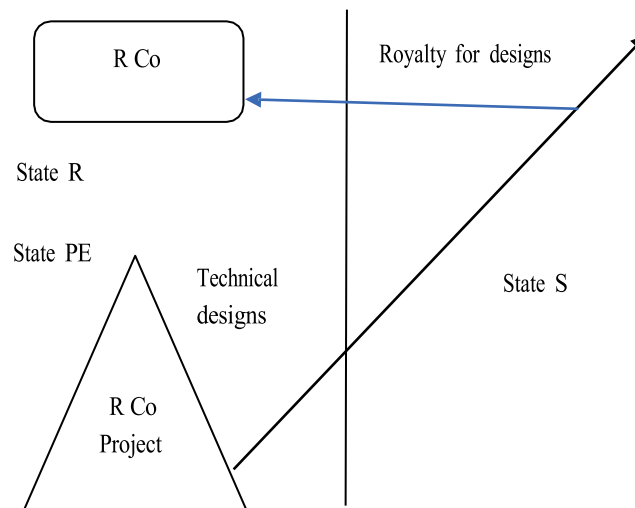 R Co
Royalty for designs
State R
State PE
Technical
designs
State S
R Co
Project